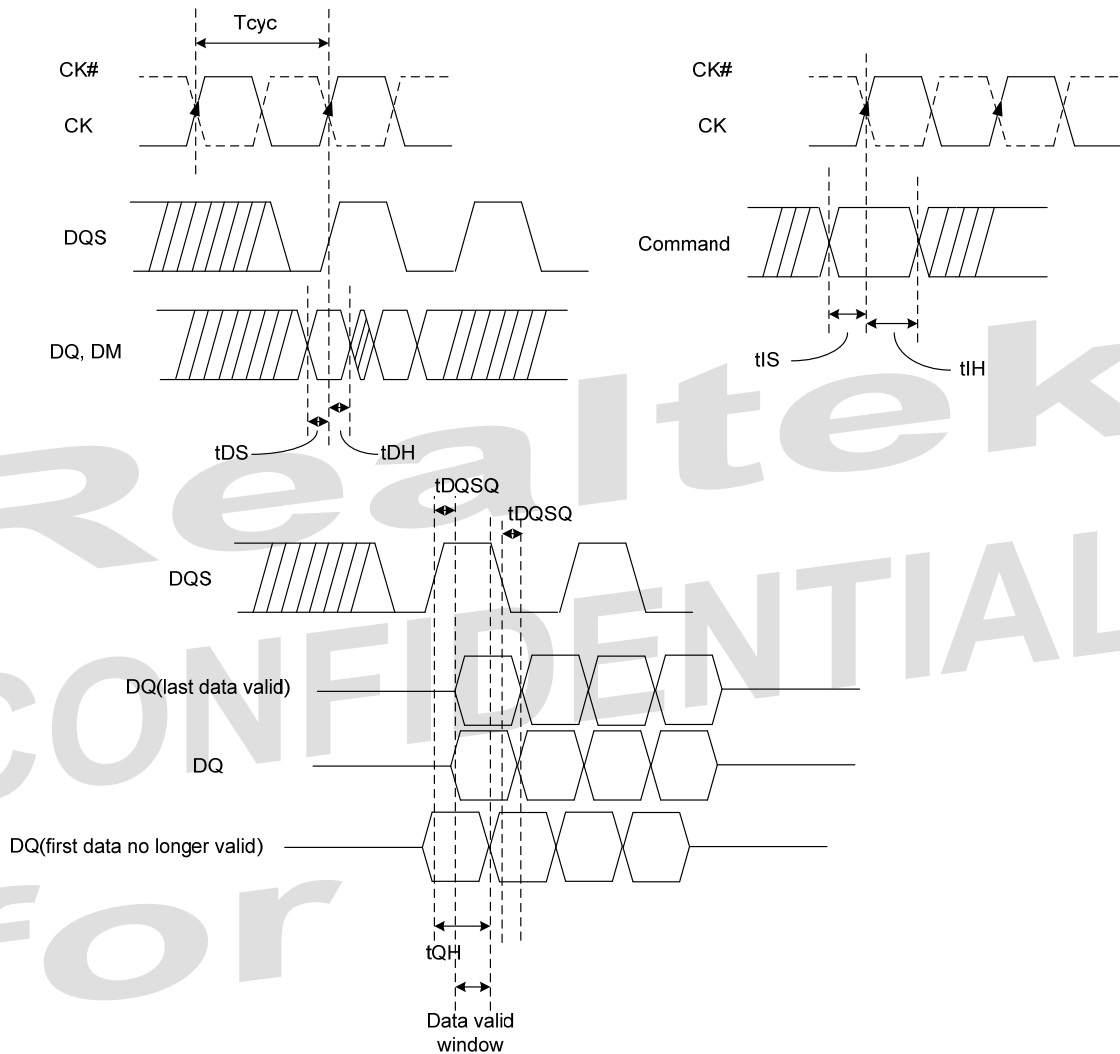 Tcyc
CK#
CK
DQS
DQ, DM
tDS
tDH
CK#
CK
Command
tIS
tIH
tDQSQ
tDQSQ
DQS
DQ(last data valid)
DQ
DQ(first data no longer valid)
tQH
Data valid
window
Realtek
CONFIDENTIAL
for